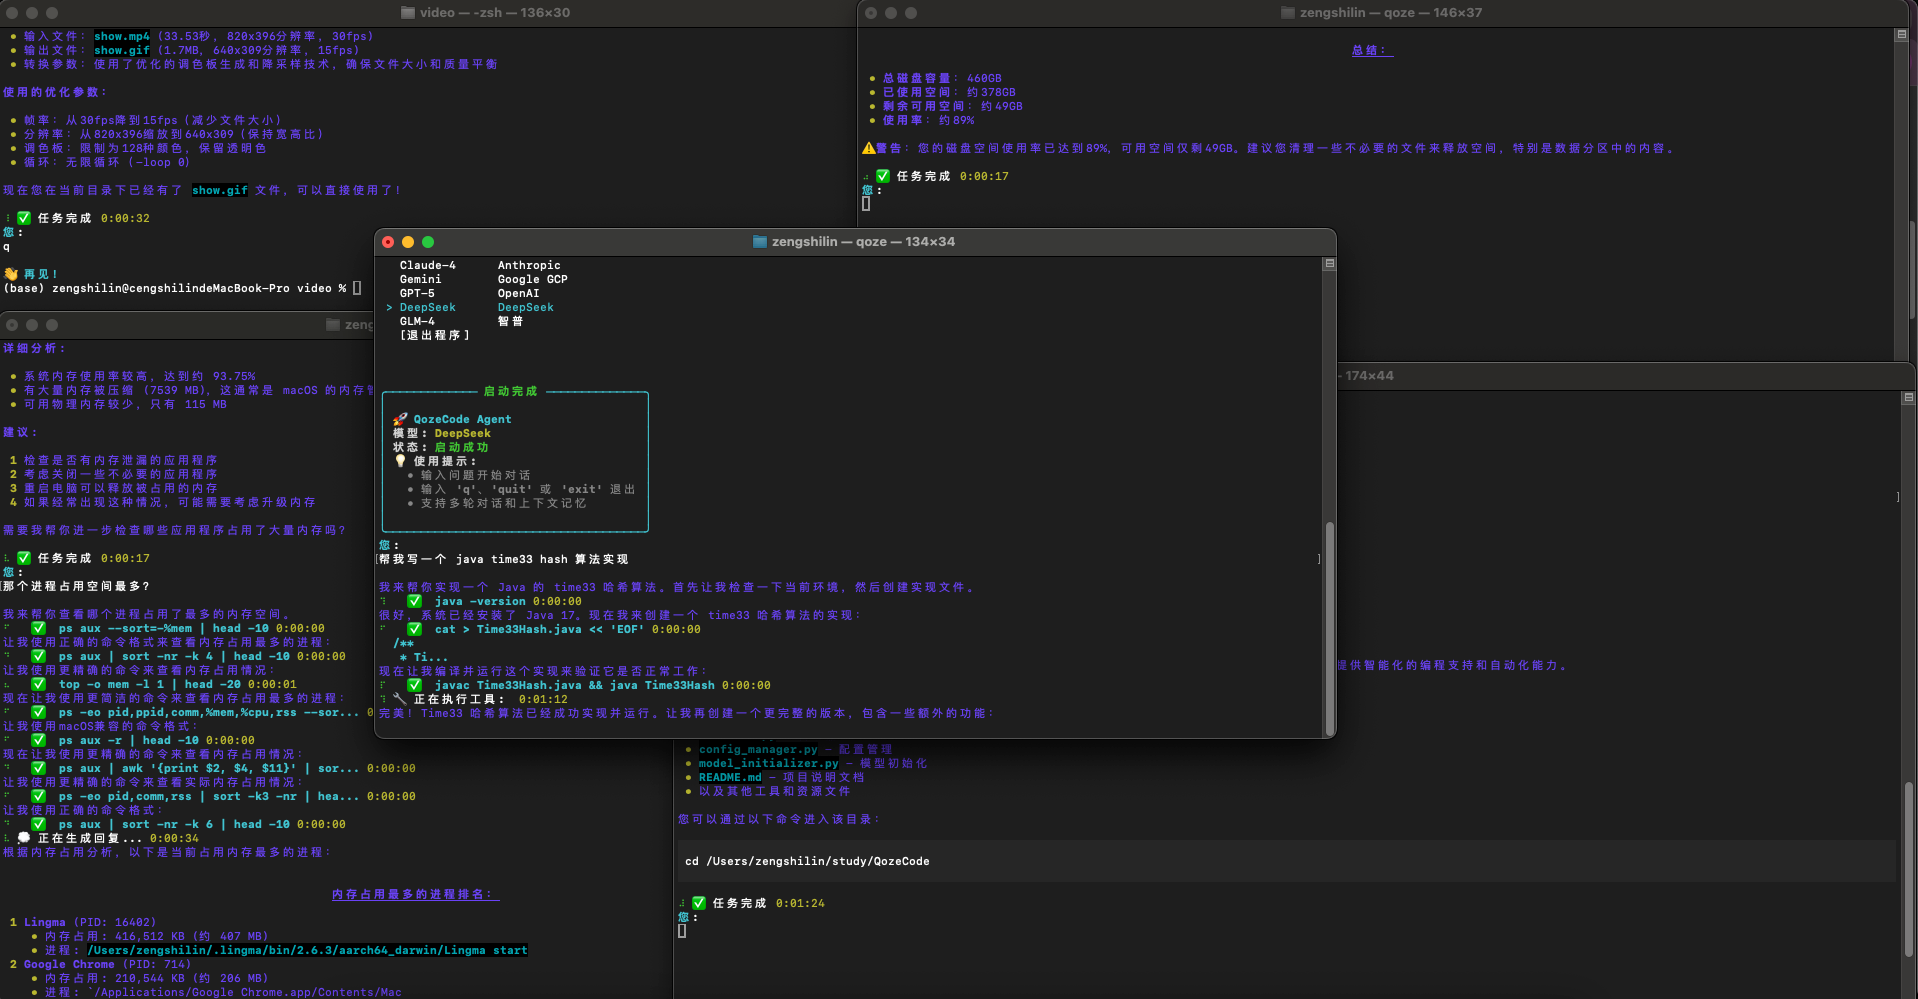 video — -zsh — 136×30
● 输入文件: show.mp4 (33.53秒, 820x396分辨率, 30fps)
● 输出文件: show.gif (1.7MB, 640x309分辨率, 15fps)
● 转换参数: 使用了优化的调色板生成和降采样技术, 确保文件大小和质量平衡
使用的优化参数:
● 帧率: 从30fps降到15fps (减少文件大小)
● 分辨率: 从820x396缩放到640x309 (保持宽高比)
● 调色板: 限制为128种颜色, 保留透明色
● 循环: 无限循环 (-loop 0)
现在您在当前目录下已经有了 show.gif 文件, 可以直接使用了!
✅ 任务完成 0:00:32
您:
q
👋 再见!
(base) zengshilin@cengshilindeMacBook-Pro video %
zengshilin — qoze — 146×37
总结:
● 总磁盘容量: 460GB
● 已使用空间: 约378GB
● 剩余可用空间: 约49GB
● 使用率: 约89%
⚠️警告: 您的磁盘空间使用率已达到89%, 可用空间仅剩49GB。建议您清理一些不必要的文件来释放空间, 特别是数据分区中的内容。
✅ 任务完成 0:00:17
您:
zeng
详细分析:
● 系统内存使用率较高, 达到约 93.75%
● 有大量内存被压缩 (7539 MB), 这通常是 macOS 的内存
● 可用物理内存较少, 只有 115 MB
建议:
1 检查是否有内存泄漏的应用程序
2 考虑关闭一些不必要的应用程序
3 重启电脑可以释放被占用的内存
4 如果经常出现这种情况, 可能需要考虑升级内存
需要我帮你进一步检查哪些应用程序占用了大量内存吗?
✅ 任务完成 0:00:17
您:
[那个进程占用空间最多?
我来帮你查看哪个进程占用了最多的内存空间。
✅ ps aux --sort=-%mem | head -10 0:00:00
让我使用正确的命令格式来查看内存占用最多的进程:
✅ ps aux | sort -nr -k 4 | head -10 0:00:00
让我使用更精确的命令来查看内存占用情况:
✅ top -o mem -l 1 | head -20 0:00:01
现在让我使用更简洁的命令来查看内存占用最多的进程:
✅ ps -eo pid,ppid,comm,%mem,%cpu,rss --sor... 0
让我使用macOS兼容的命令格式:
✅ ps aux -r | head -10 0:00:00
现在让我使用更精确的命令来查看内存占用情况:
✅ ps aux | awk '{print $2, $4, $11}' | sor... 0:00:00
让我使用更精确的命令来查看实际内存占用情况:
✅ ps -eo pid,comm,rss | sort -k3 -nr | hea... 0:00:00
让我使用正确的命令格式:
✅ ps aux | sort -nr -k 6 | head -10 0:00:00
💭 正在生成回复... 0:00:34
根据内存占用分析, 以下是当前占用内存最多的进程:
内存占用最多的进程排名:
1 Lingma (PID: 16402)
● 内存占用: 416,512 KB (约 407 MB)
● 进程: /Users/zengshilin/.lingma/bin/2.6.3/aarch64_darwin/Lingma start
2 Google Chrome (PID: 714)
● 内存占用: 210,544 KB (约 206 MB)
● 进程: `/Applications/Google Chrome.app/Contents/Mac
zengshilin — qoze — 134×34
Claude-4 Anthropic
Gemini Google GCP
GPT-5 OpenAI
> DeepSeek DeepSeek
GLM-4 智普
[退出程序]
启动完成
🚀 QozeCode Agent
模型: DeepSeek
状态: 启动成功
💡 使用提示:
• 输入问题开始对话
• 输入 'q'、'quit' 或 'exit' 退出
• 支持多轮对话和上下文记忆
您:
[帮我写一个 java time33 hash 算法实现 ]
我来帮你实现一个 Java 的 time33 哈希算法。首先让我检查一下当前环境, 然后创建实现文件。
✅ java -version 0:00:00
很好, 系统已经安装了 Java 17。现在我来创建一个 time33 哈希算法的实现:
✅ cat > Time33Hash.java << 'EOF' 0:00:00
/**
* Ti...
现在让我编译并运行这个实现来验证它是否正常工作:
✅ javac Time33Hash.java && java Time33Hash 0:00:00
🔧 正在执行工具: 0:01:12
完美! Time33 哈希算法已经成功实现并运行。让我再创建一个更完整的版本, 包含一些额外的功能:
- 174×44
]
提供智能化的编程支持和自动化能力。
● config_manager.py - 配置管理
● model_initializer.py - 模型初始化
● README.md - 项目说明文档
● 以及其他工具和资源文件
您可以通过以下命令进入该目录:
cd /Users/zengshilin/study/QozeCode
✅ 任务完成 0:01:24
您: